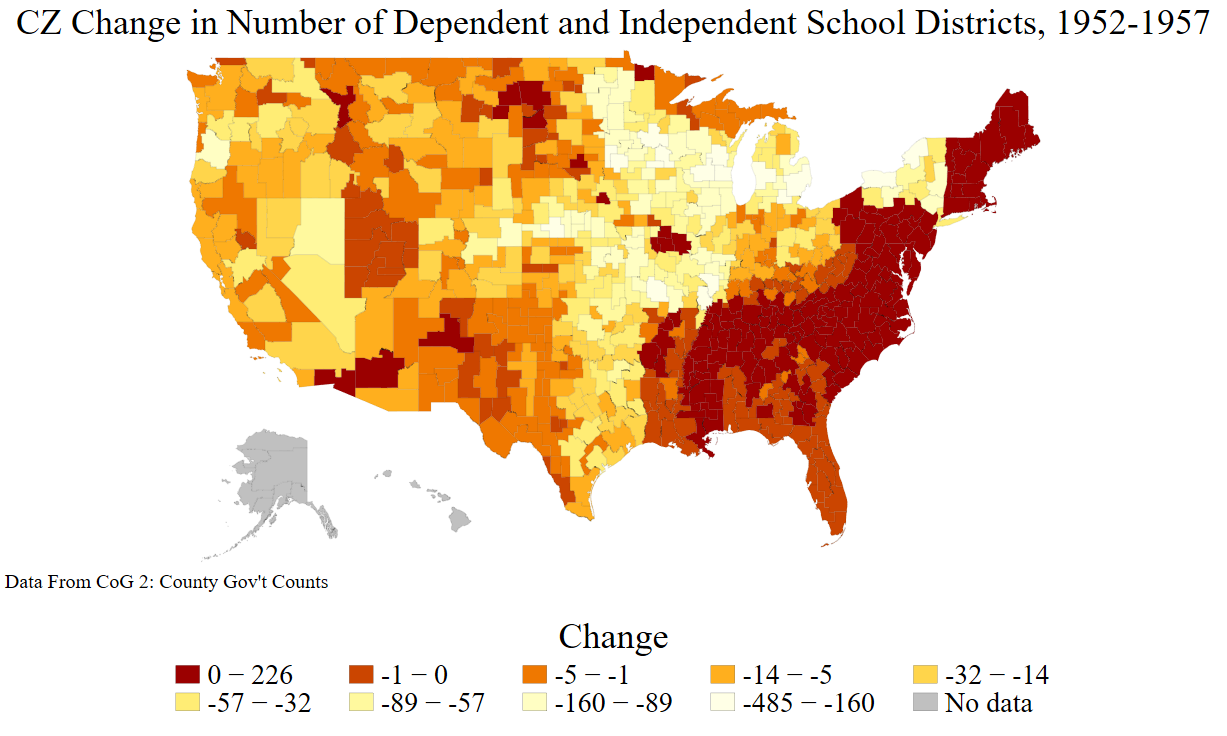 CZ Change in Number of Dependent and Independent School Districts, 1952-1957
Data From CoG 2: County Gov't Counts
Change
0 − 226
-1 − 0
-5 − -1
-14 − -5
-32 − -14
-57 − -32
-89 − -57
-160 − -89
-485 − -160
No data